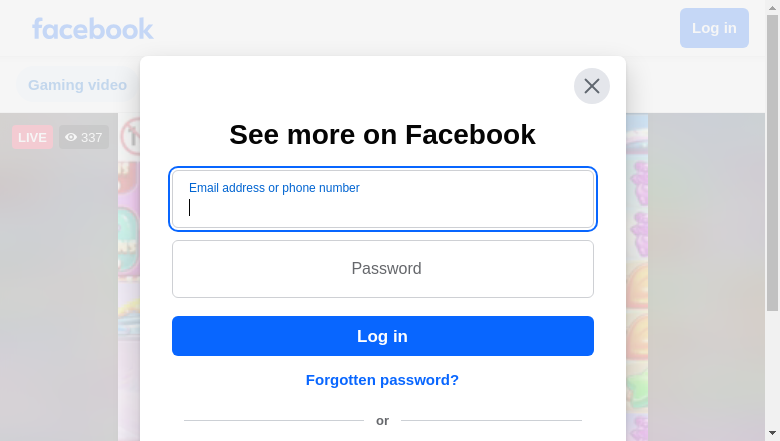 facebook
Log in
Gaming video
LIVE
337
See more on Facebook
Email address or phone number
Password
Log in
Forgotten password?
or